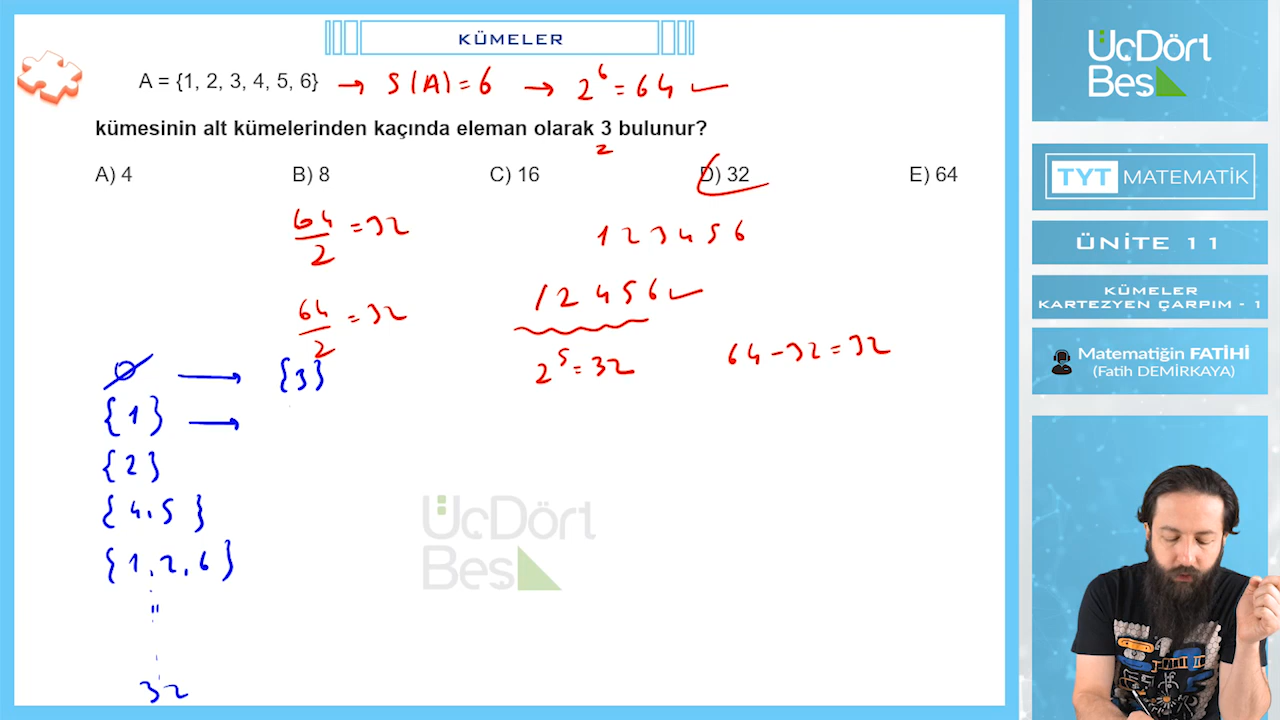 KÜMELER
A = {1, 2, 3, 4, 5, 6} → S(A) = 6 → 2⁶ = 64 ✓
kümesinin alt kümelerinden kaçında eleman olarak 3 bulunur?
2
A) 4 B) 8 C) 16 D) 32 E) 64
64/2 = 32
1 2 3 4 5 6
1 2 4 5 6 ✓
64/2 = 32
2⁵ = 32
64 - 32 = 32
∅ → {3}
{1} →
{2}
{4, 5}
{1, 2, 6}
"
32
ÜçDört
Beş
ÜçDört
Beş
TYT MATEMATİK
ÜNİTE 11
KÜMELER
KARTEZYEN ÇARPIM - 1
Matematiğin FATİHİ
(Fatih DEMİRKAYA)